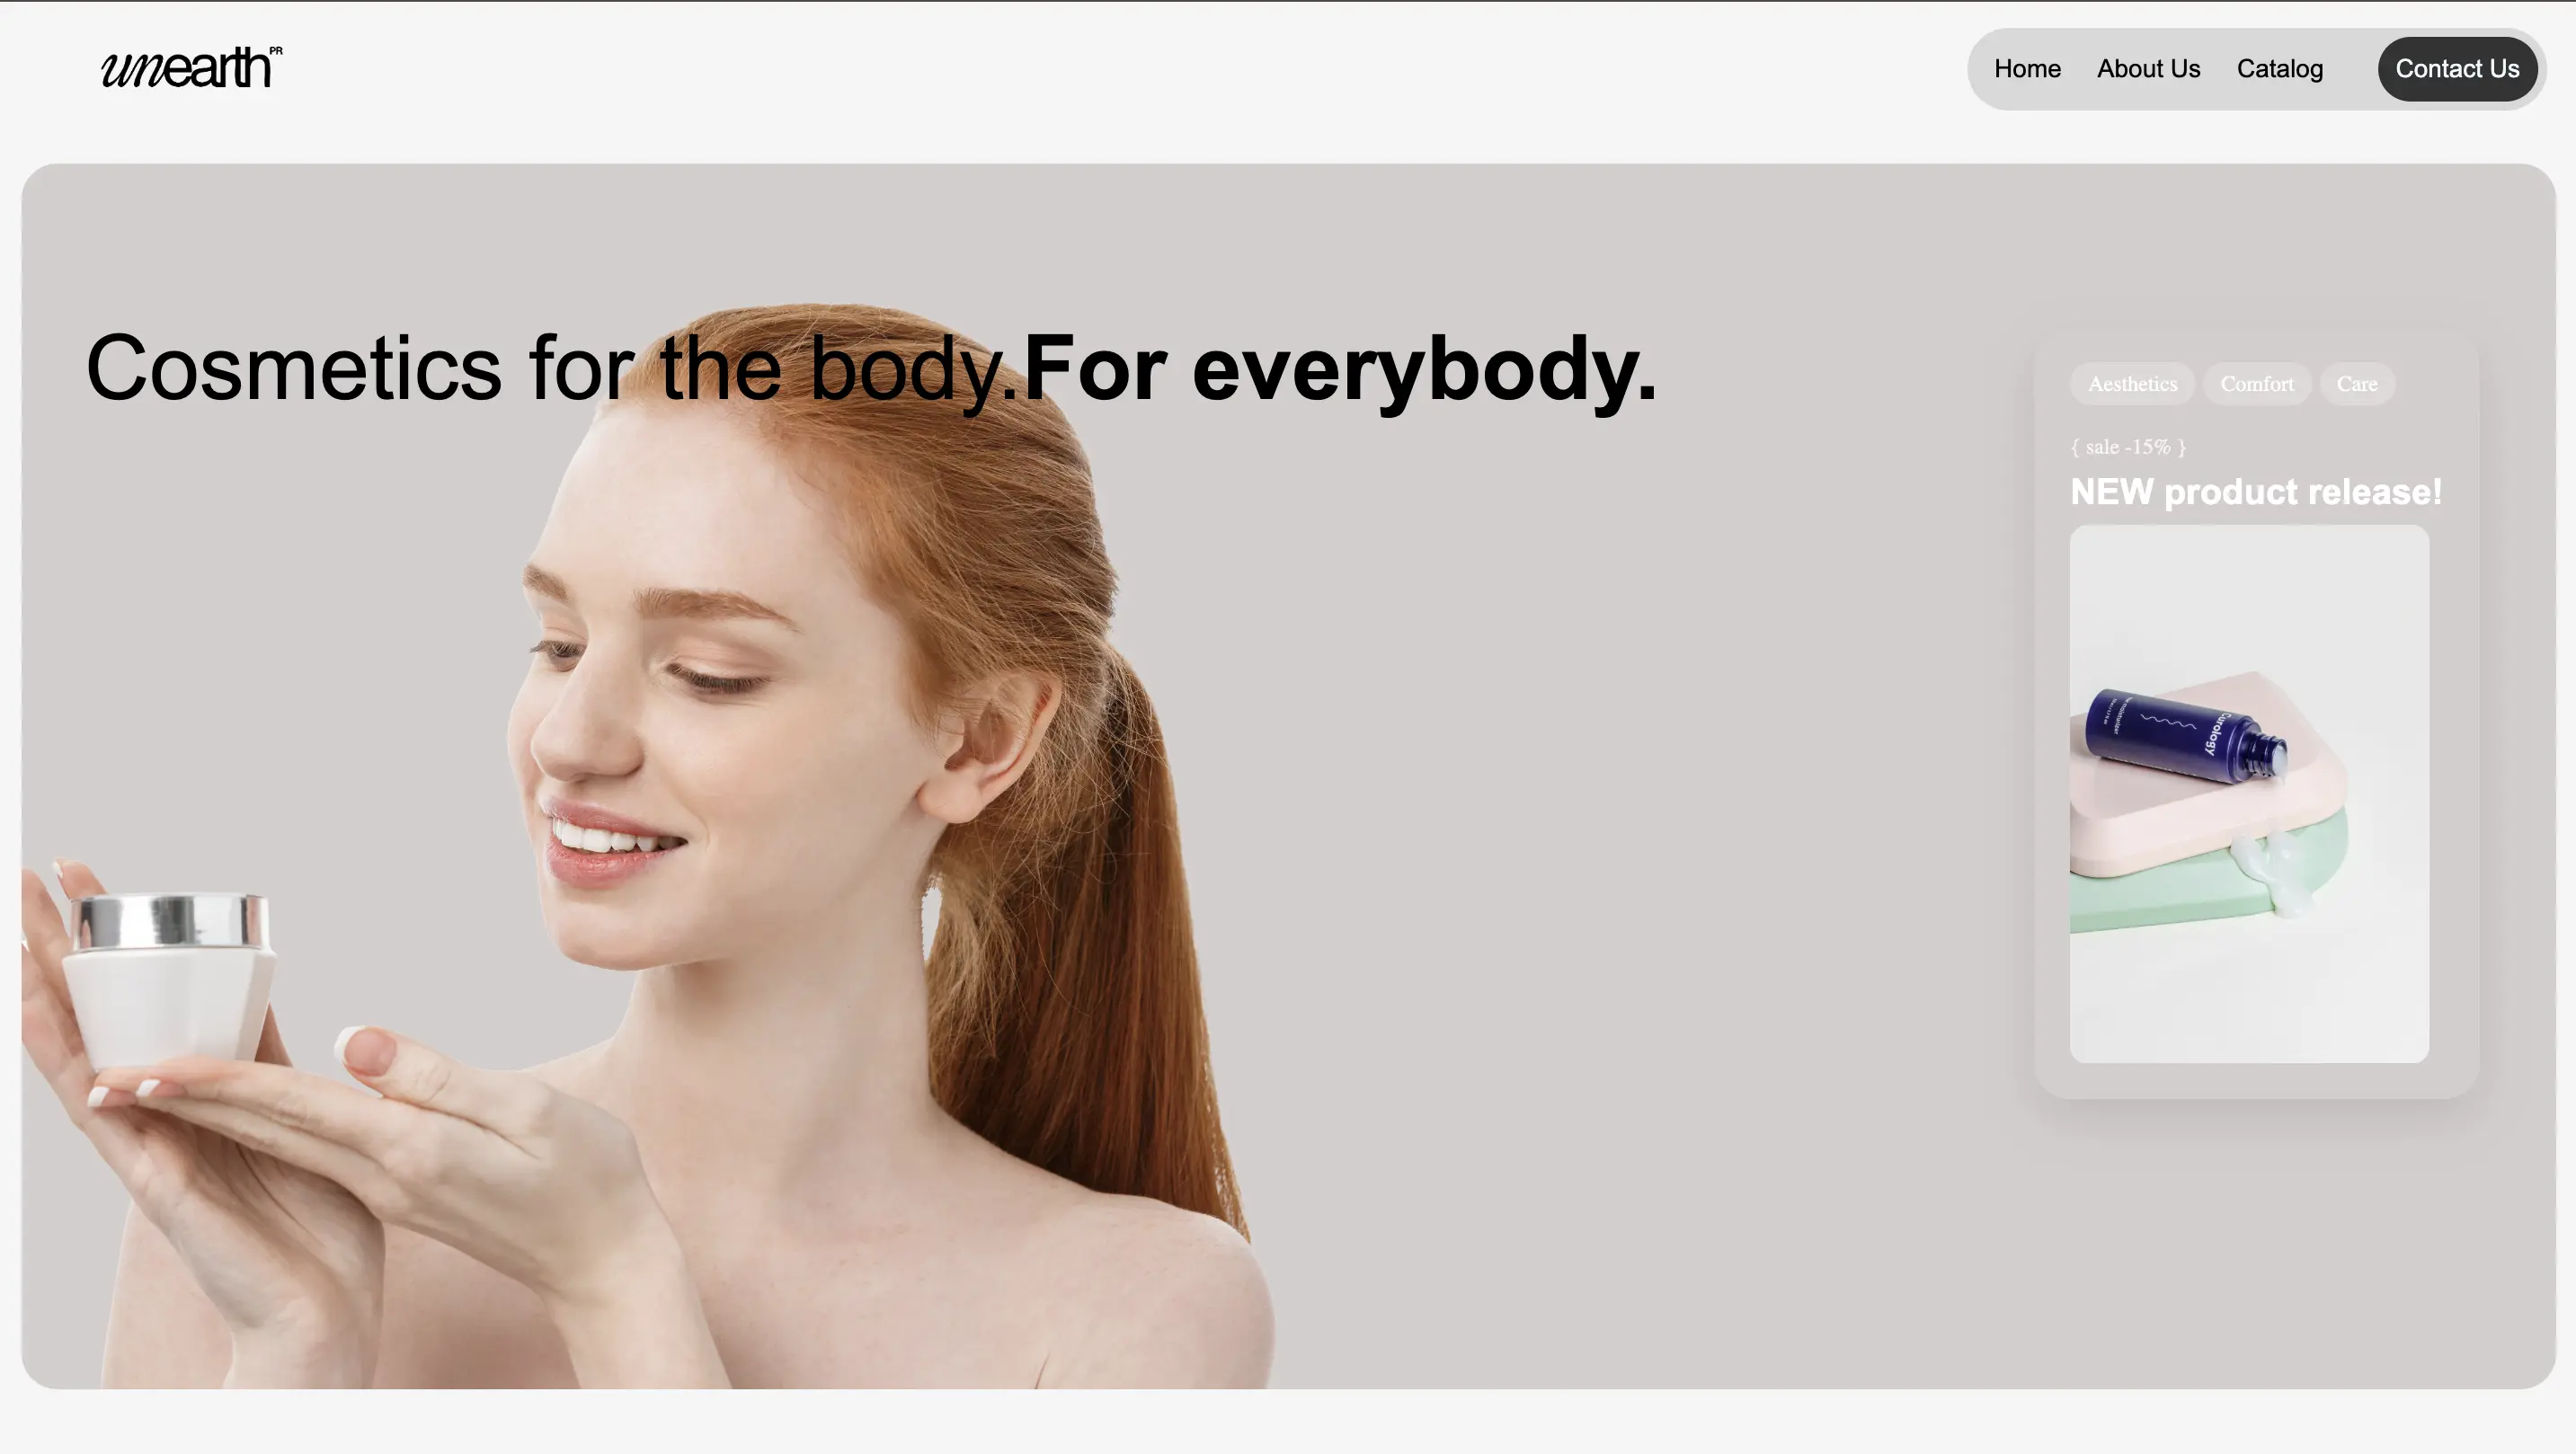 unearth PR
Home About Us Catalog Contact Us
Cosmetics for the body.For everybody.
Aesthetics Comfort Care
{ sale -15% }
NEW product release!
Curology